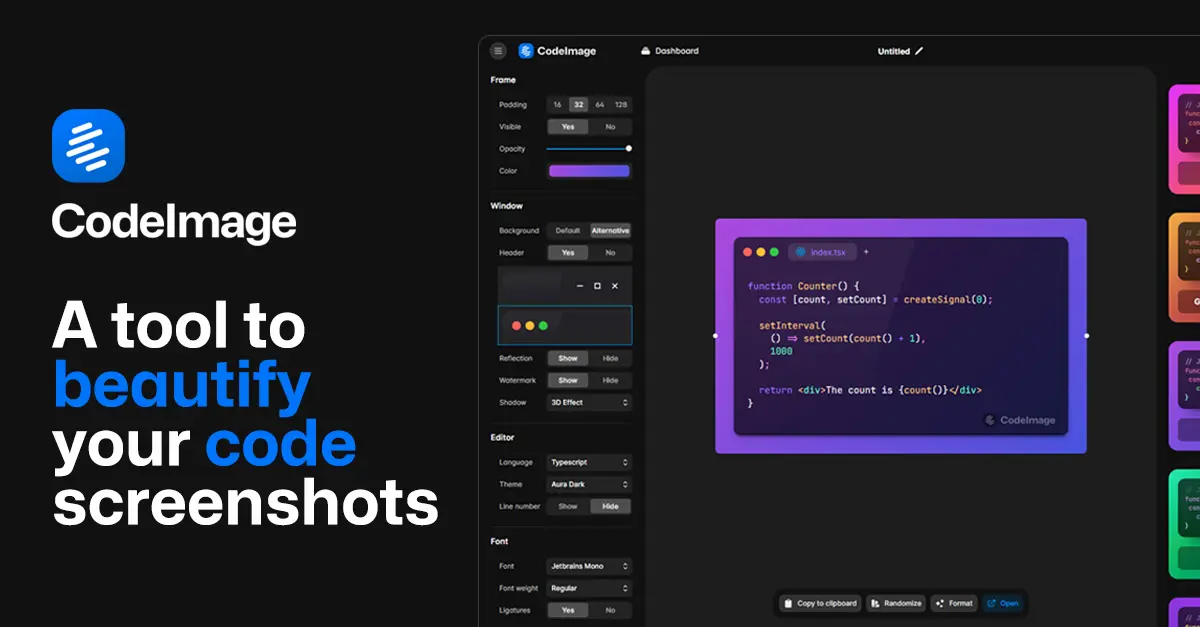 CodeImage
A tool to
beautify
your code
screenshots
CodeImage
Dashboard
Untitled
Frame
Padding 16 32 64 128
Visible Yes No
Opacity
Color
Window
Background Default Alternative
Header Yes No
Reflection Show Hide
Watermark Show Hide
Shadow 3D Effect
Editor
Language Typescript
Theme Aura Dark
Line number Show Hide
Font
Font Jetbrains Mono
Font weight Regular
Ligatures Yes No
index.tsx +
function Counter() {
const [count, setCount] = createSignal(0);
setInterval(
() => setCount(count() + 1),
1000
);
return <div>The count is {count()}</div>
}
CodeImage
Copy to clipboard Randomize Format Open